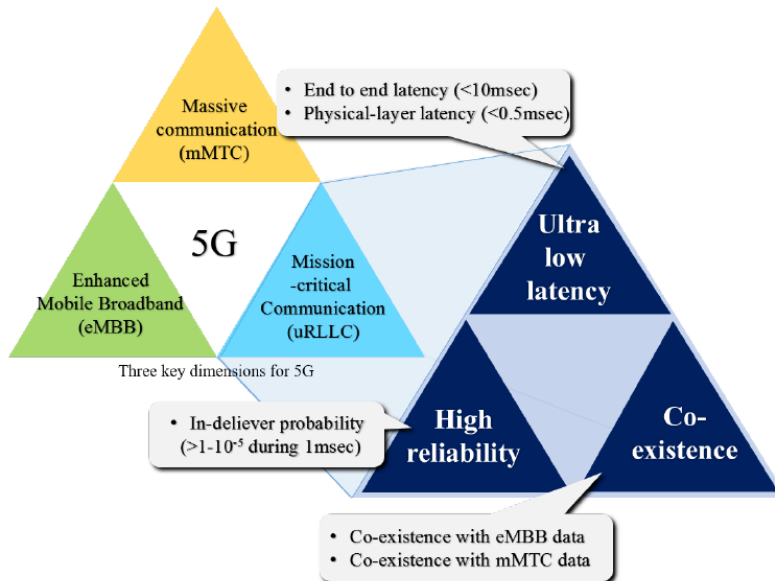 Massive
communication
(mMTC)
5G
Enhanced
Mobile Broadband
(eMBB)
Mission
-critical
Communication
(uRLLC)
Three key dimensions for 5G
• End to end latency (<10msec)
• Physical-layer latency (<0.5msec)
Ultra
low
latency
• In-deliever probability
(>1-10⁻⁵ during 1msec)
High
reliability
Co-
existence
• Co-existence with eMBB data
• Co-existence with mMTC data